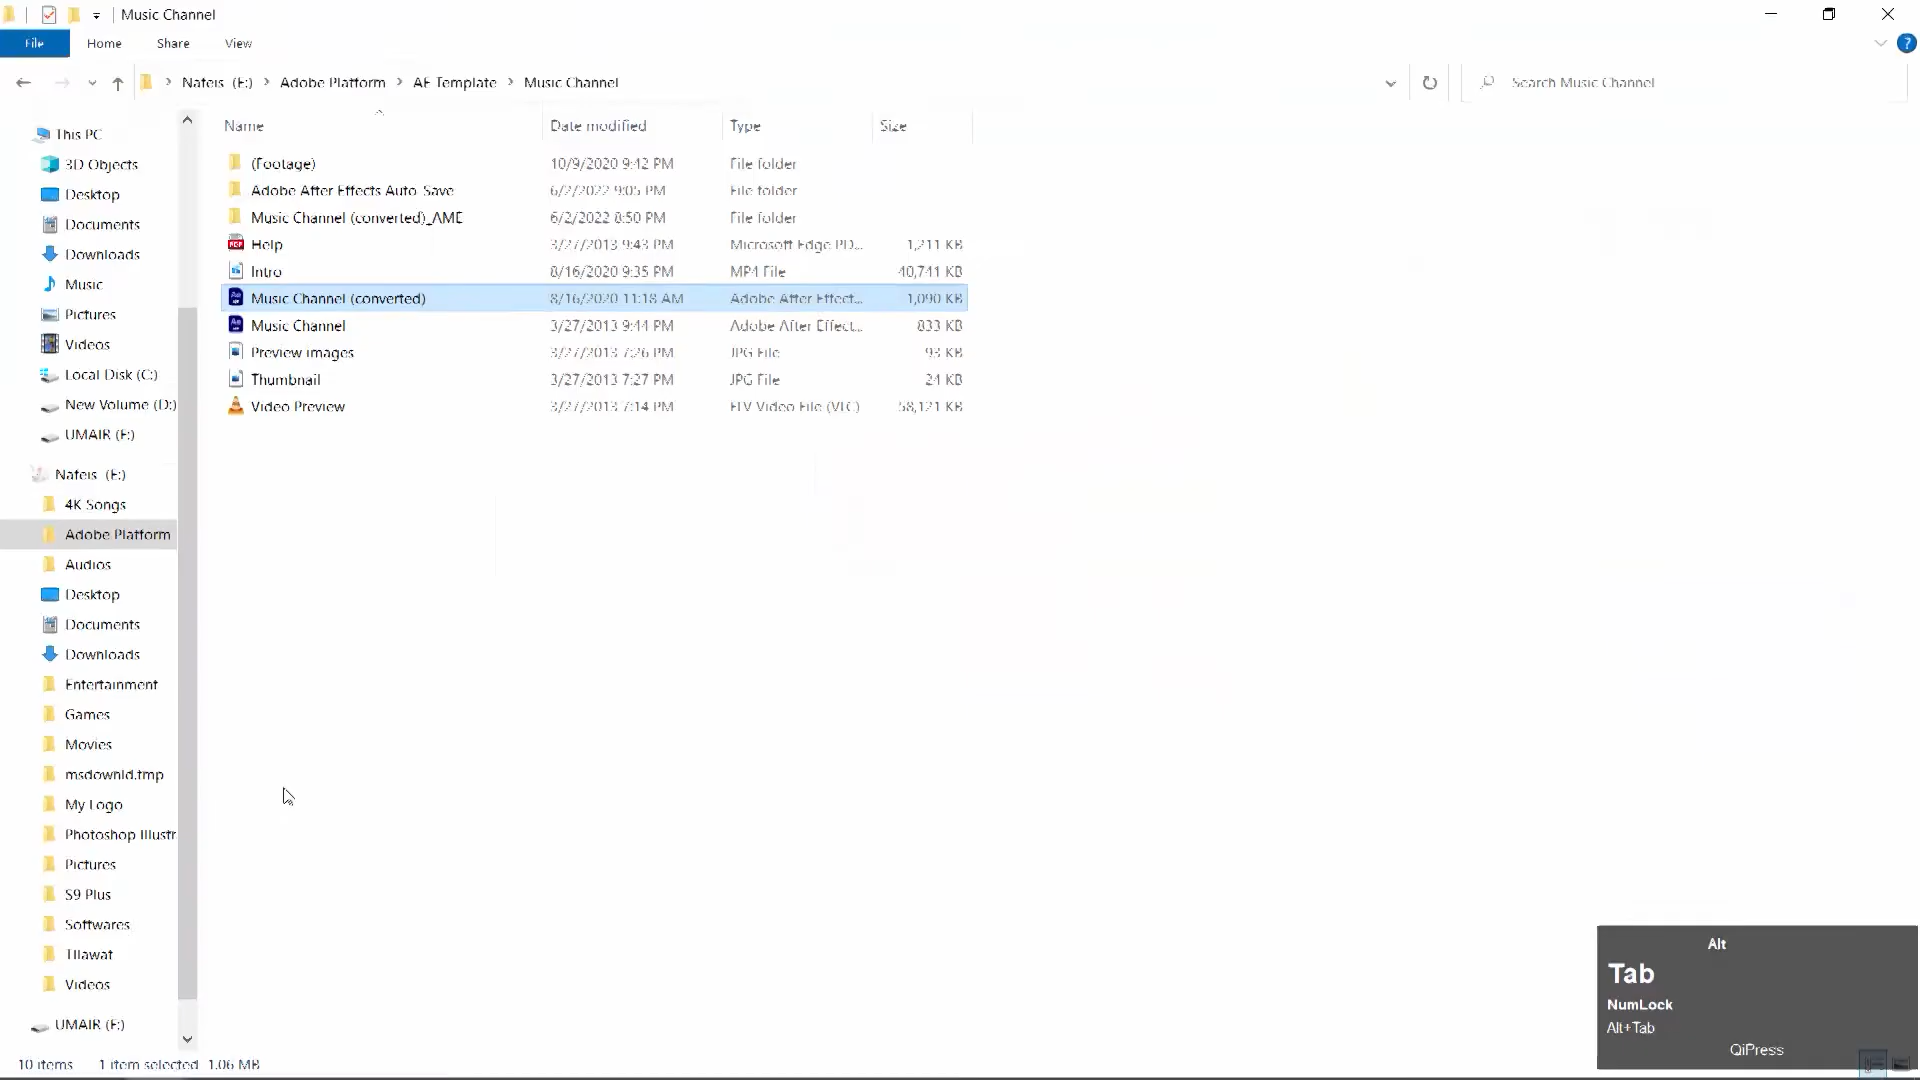 Music Channel
File Home Share View
Nafeis (E:) Adobe Platform AE Template Music Channel Search Music Channel
Name Date modified Type Size
This PC
3D Objects
Desktop
Documents
Downloads
Music
Pictures
Videos
Local Disk (C:)
New Volume (D:)
UMAIR (F:)
Nafeis (E:)
4K Songs
Adobe Platform
Audios
Desktop
Documents
Downloads
Entertainment
Games
Movies
msdownld.tmp
My Logo
Photoshop Illustr
Pictures
S9 Plus
Softwares
Tilawat
Videos
UMAIR (F:)
(Footage) 10/9/2020 9:42 PM File folder
Adobe After Effects Auto-Save 6/2/2022 9:05 PM File folder
Music Channel (converted)_AME 6/2/2022 8:50 PM File folder
Help 3/27/2013 9:43 PM Microsoft Edge PD... 1,211 KB
Intro 8/16/2020 9:35 PM MP4 File 40,741 KB
Music Channel (converted) 8/16/2020 11:18 AM Adobe After Effect... 1,090 KB
Music Channel 3/27/2013 9:44 PM Adobe After Effect... 833 KB
Preview images 3/27/2013 7:26 PM JPG File 93 KB
Thumbnail 3/27/2013 7:27 PM JPG File 24 KB
Video Preview 3/27/2013 7:14 PM FLV Video File (VLC) 58,121 KB
10 items 1 item selected 1.06 MB
Alt
Tab
NumLock
Alt+Tab
QiPress